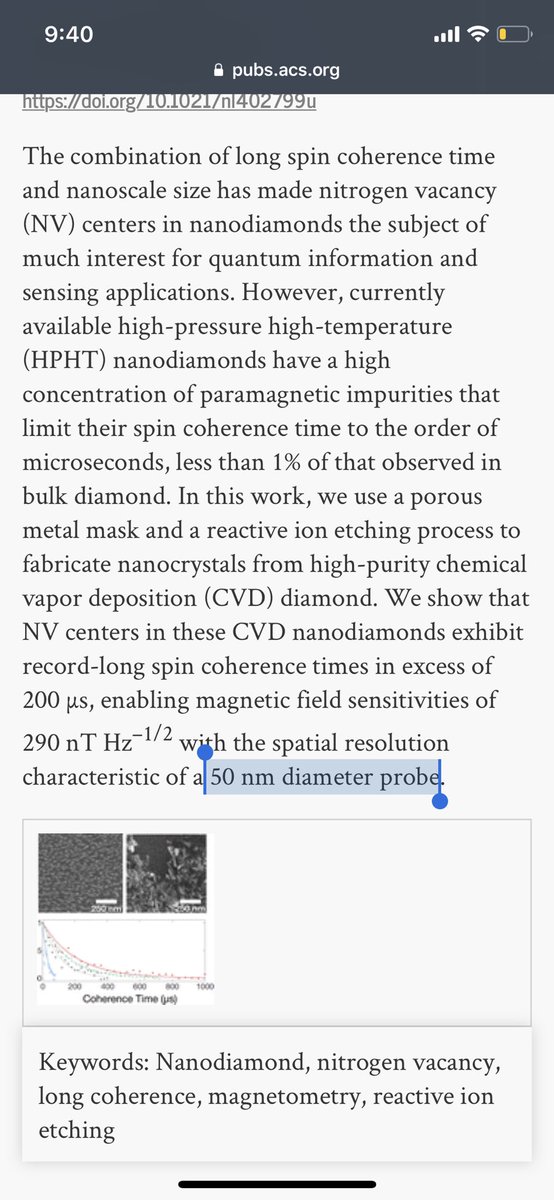 9:40
pubs.acs.org
https://doi.org/10.1021/nl402799u
The combination of long spin coherence time
and nanoscale size has made nitrogen vacancy
(NV) centers in nanodiamonds the subject of
much interest for quantum information and
sensing applications. However, currently
available high-pressure high-temperature
(HPHT) nanodiamonds have a high
concentration of paramagnetic impurities that
limit their spin coherence time to the order of
microseconds, less than 1% of that observed in
bulk diamond. In this work, we use a porous
metal mask and a reactive ion etching process to
fabricate nanocrystals from high-purity chemical
vapor deposition (CVD) diamond. We show that
NV centers in these CVD nanodiamonds exhibit
record-long spin coherence times in excess of
200 μs, enabling magnetic field sensitivities of
290 nT Hz⁻¹/² with the spatial resolution
characteristic of a 50 nm diameter probe.
250 nm
250 nm
0 200 400 600 800 1000
Coherence Time (μs)
Keywords: Nanodiamond, nitrogen vacancy,
long coherence, magnetometry, reactive ion
etching